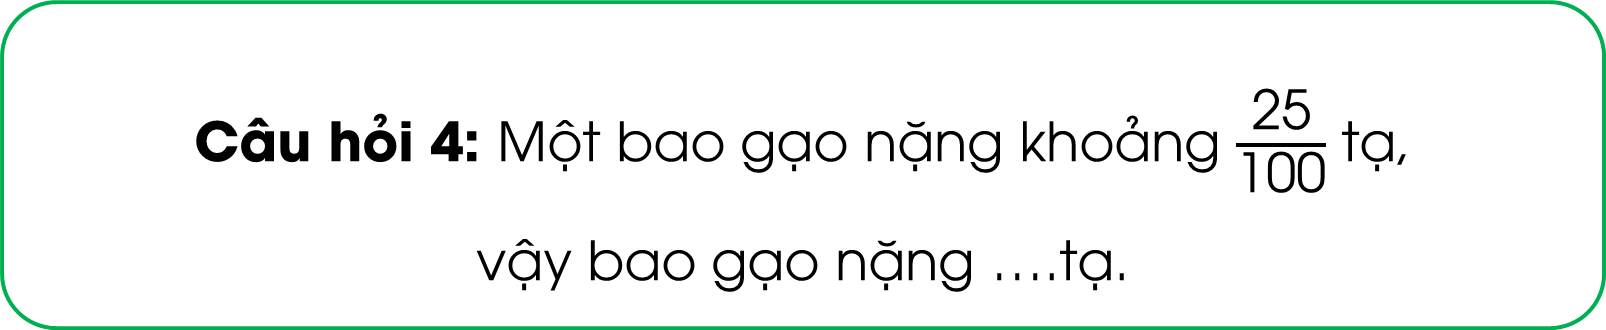 Câu hỏi 4: Một bao gạo nặng khoảng 25/100 tạ,
vậy bao gạo nặng ....tạ.